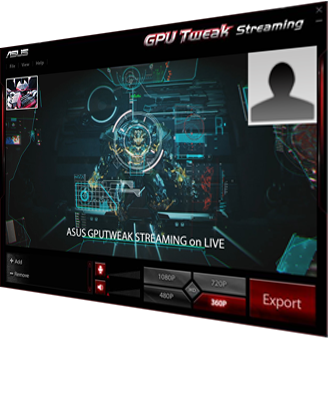 GPU Tweak Streaming
ASUS
File View Help
ASUS GPUTWEAK STREAMING on LIVE
Add
Remove
1080P 720P
480P 360P
Export